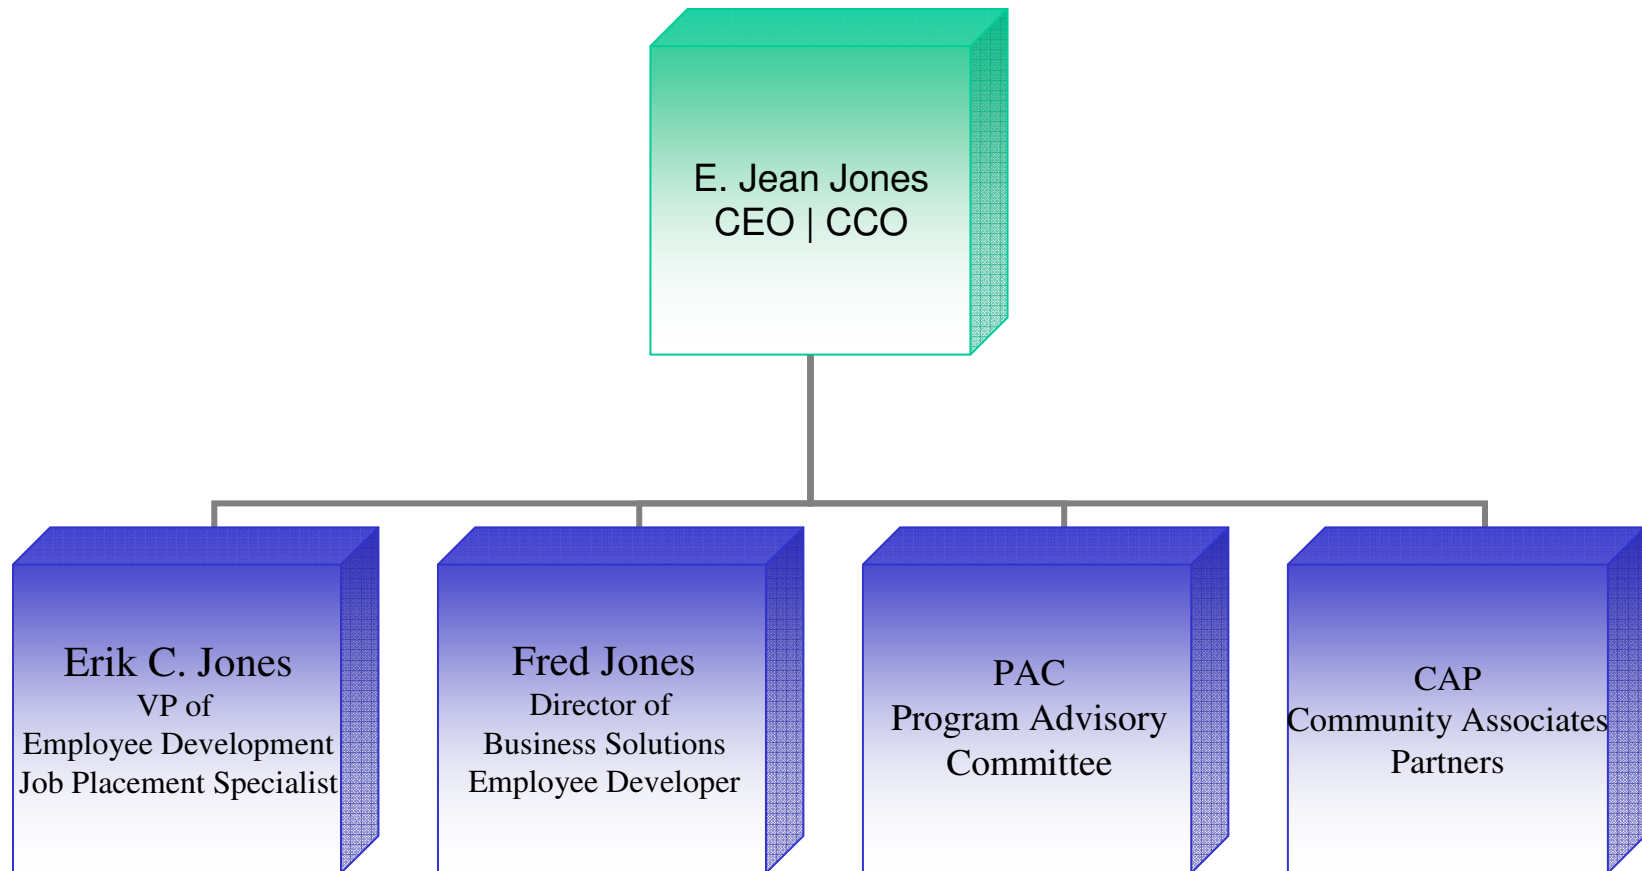 E. Jean Jones
CEO | CCO
Erik C. Jones
VP of
Employee Development
Job Placement Specialist
Fred Jones
Director of
Business Solutions
Employee Developer
PAC
Program Advisory
Committee
CAP
Community Associates
Partners